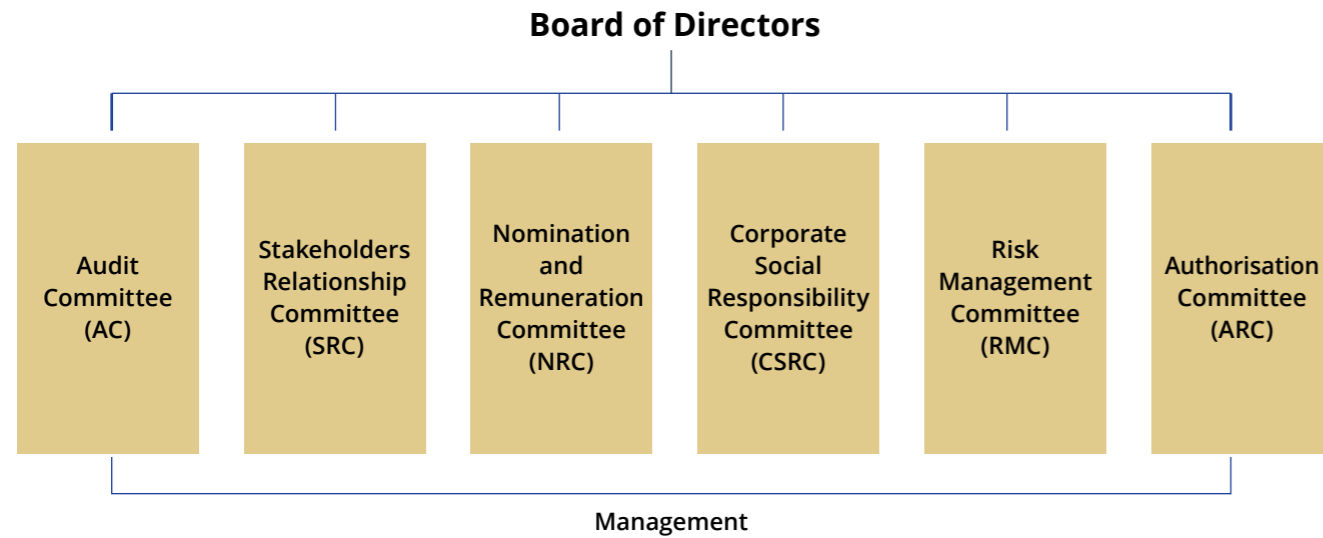 Board of Directors
Audit
Committee
(AC)
Stakeholders
Relationship
Committee
(SRC)
Nomination
and
Remuneration
Committee
(NRC)
Corporate
Social
Responsibility
Committee
(CSRC)
Risk
Management
Committee
(RMC)
Authorisation
Committee
(ARC)
Management